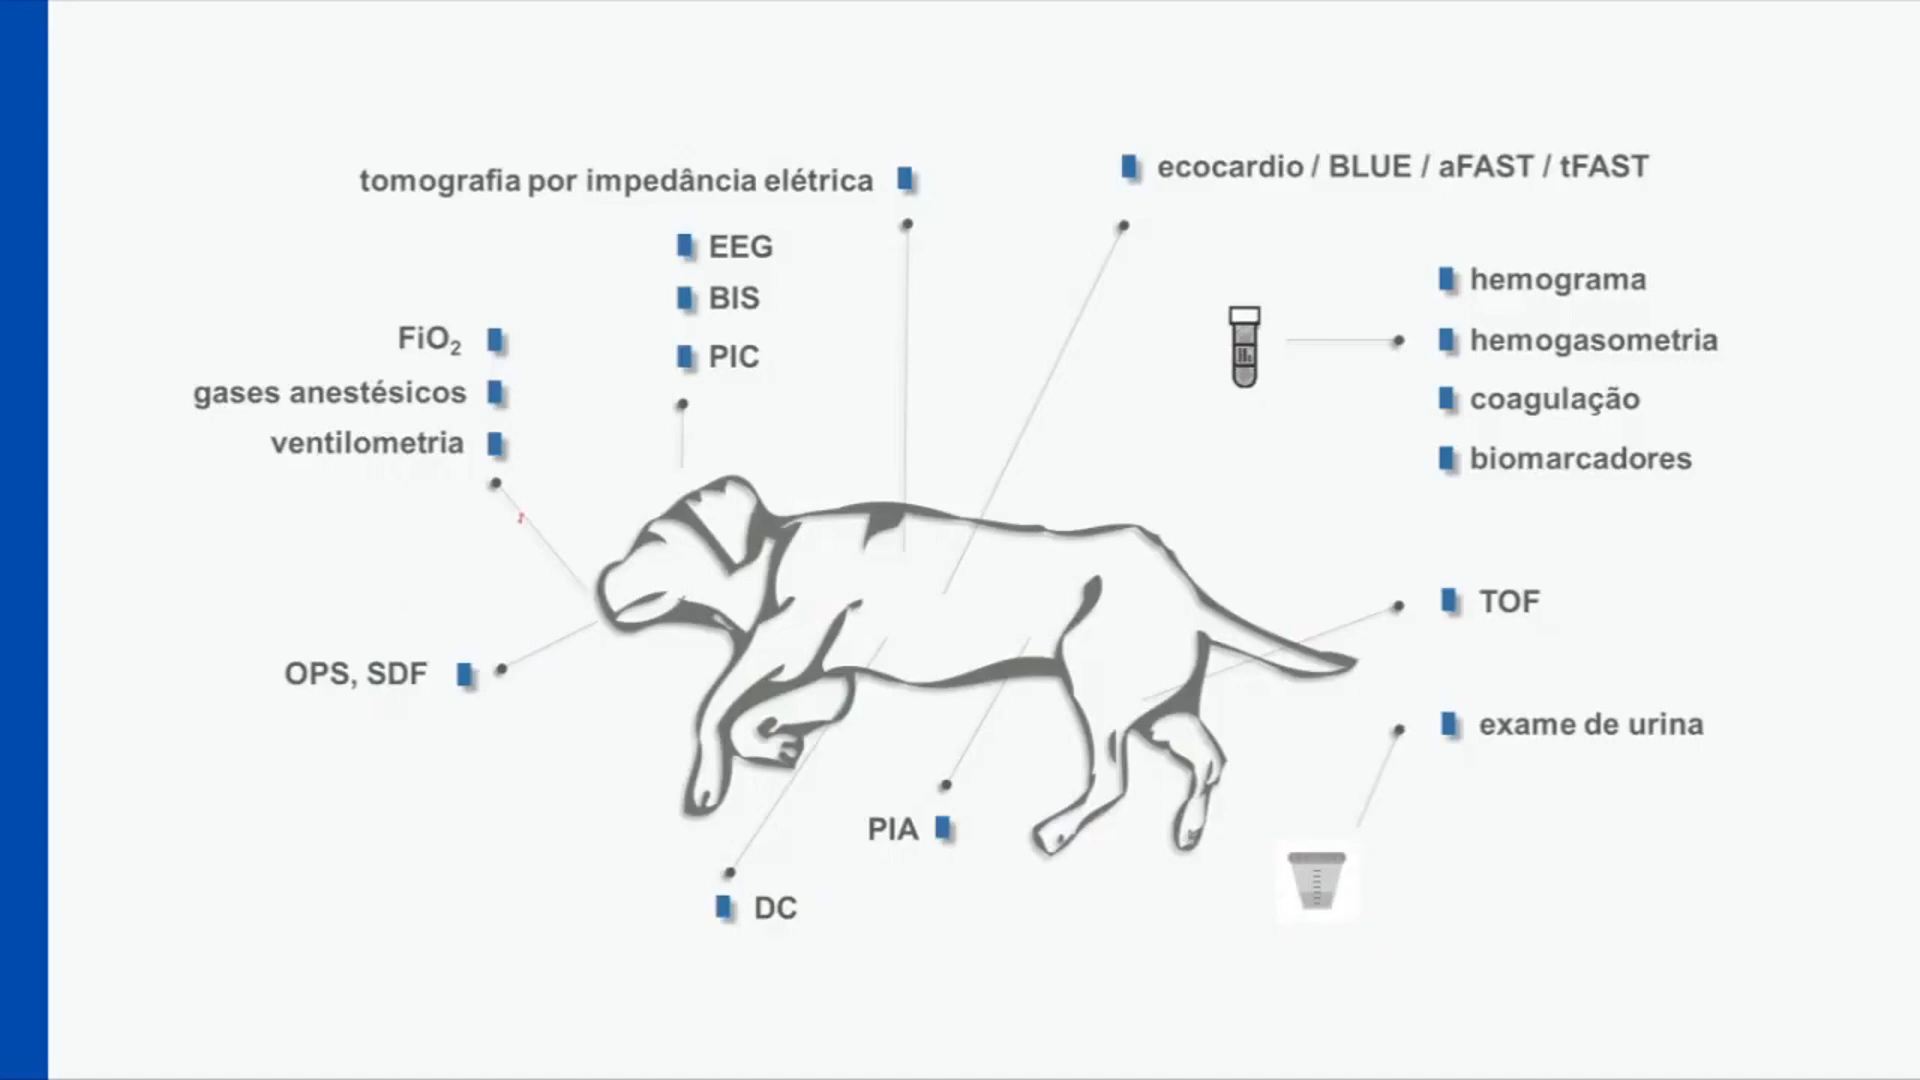 tomografia por impedância elétrica
ecocardio / BLUE / aFAST / tFAST
EEG
BIS
PIC
FiO₂
gases anestésicos
ventilometria
hemograma
hemogasometria
coagulação
biomarcadores
OPS, SDF
TOF
exame de urina
PIA
DC